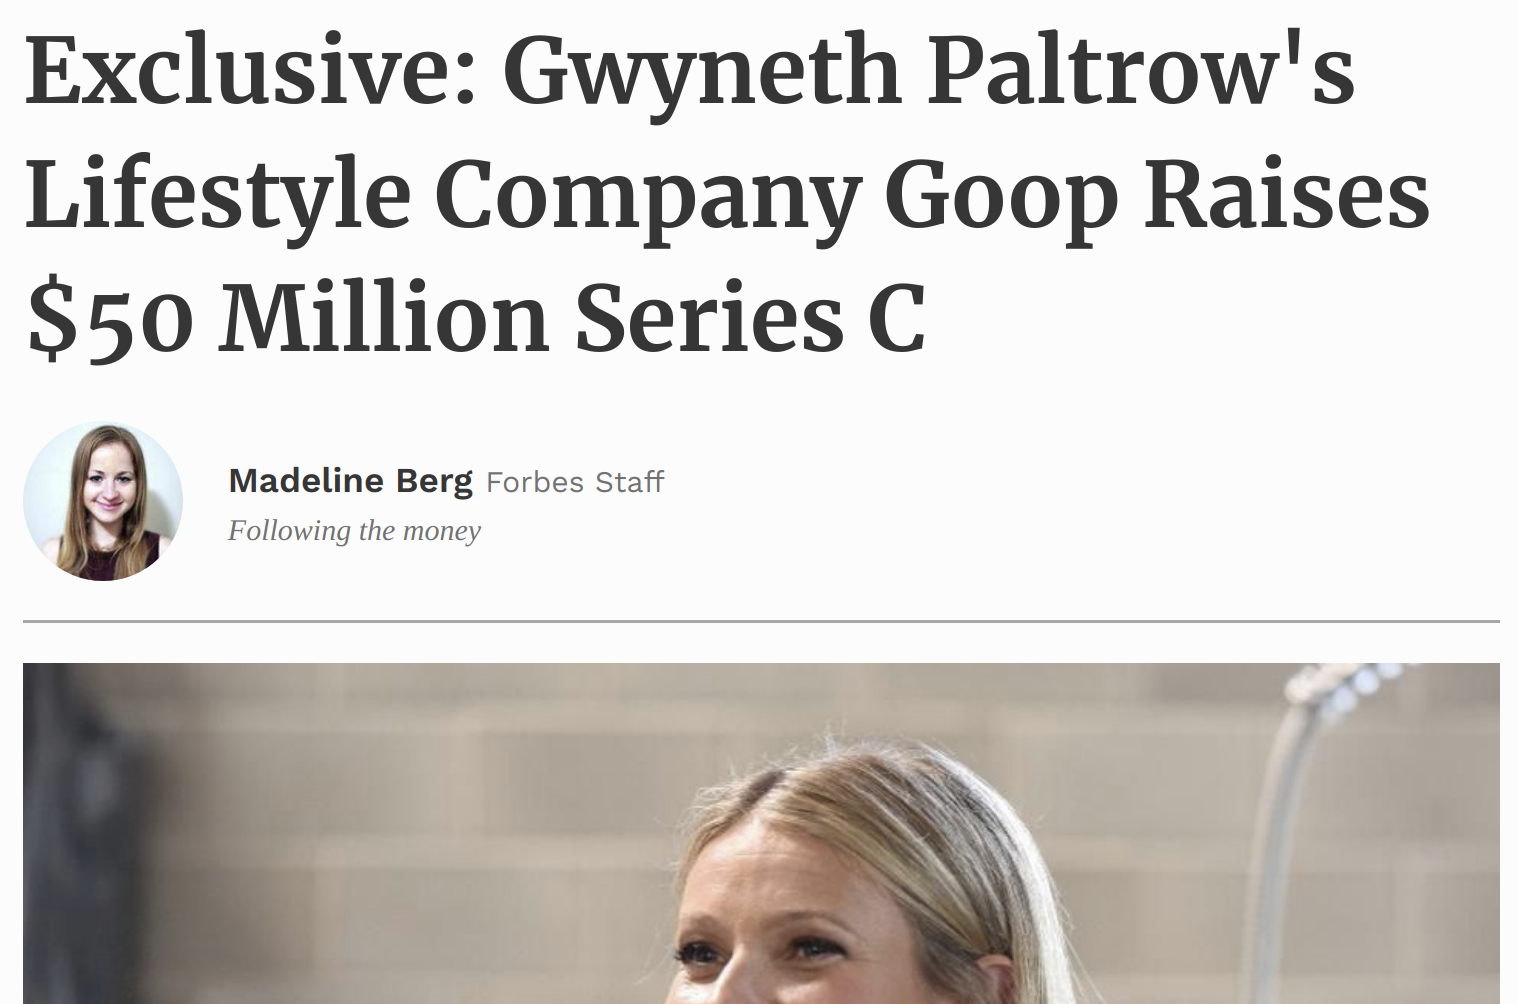 Exclusive: Gwyneth Paltrow's
Lifestyle Company Goop Raises
$50 Million Series C
Madeline Berg Forbes Staff
Following the money